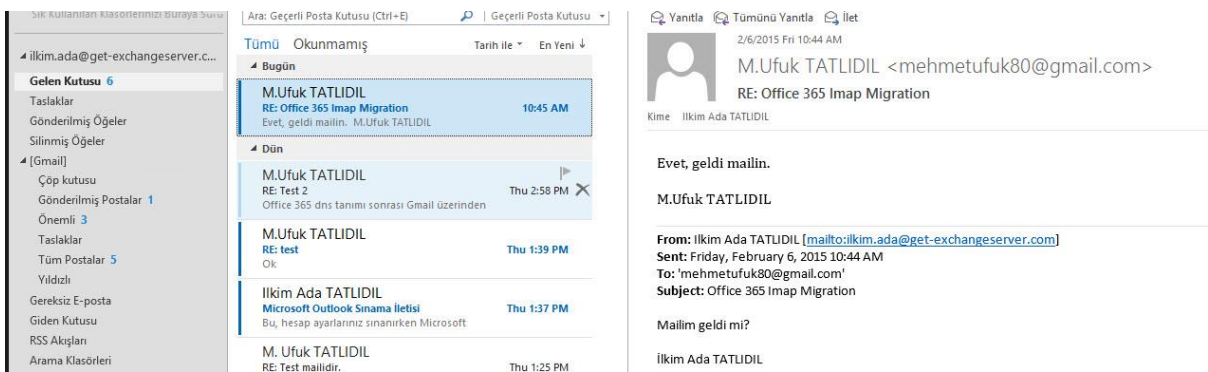 Sık Kullanılan Klasörlerinizi Buraya Sürü
ilkim.ada@get-exchangeserver.c...
Gelen Kutusu 6
Taslaklar
Gönderilmiş Öğeler
Silinmiş Öğeler
[Gmail]
Çöp kutusu
Gönderilmiş Postalar 1
Önemli 3
Taslaklar
Tüm Postalar 5
Yıldızlı
Gereksiz E-posta
Giden Kutusu
RSS Akışları
Arama Klasörleri
Ara: Geçerli Posta Kutusu (Ctrl+E) Geçerli Posta Kutusu
Tümü Okunmamış Tarih ile En Yeni ↓
Bugün
M.Ufuk TATLIDIL
RE: Office 365 Imap Migration 10:45 AM
Evet, geldi mailin. M.Ufuk TATLIDIL
Dün
M.Ufuk TATLIDIL
RE: Test 2 Thu 2:58 PM
Office 365 dns tanımı sonrası Gmail üzerinden
M.Ufuk TATLIDIL
RE: test Thu 1:39 PM
Ok
Ilkim Ada TATLIDIL
Microsoft Outlook Sınama İletisi Thu 1:37 PM
Bu, hesap ayarlarınız sınanırken Microsoft
M. Ufuk TATLIDIL
RE: Test mailidir. Thu 1:25 PM
Yanıtla Tümünü Yanıtla İlet
2/6/2015 Fri 10:44 AM
M.Ufuk TATLIDIL <mehmetufuk80@gmail.com>
RE: Office 365 Imap Migration
Kime Ilkim Ada TATLIDIL
Evet, geldi mailin.
M.Ufuk TATLIDIL
From: Ilkim Ada TATLIDIL [mailto:ilkim.ada@get-exchangeserver.com]
Sent: Friday, February 6, 2015 10:44 AM
To: 'mehmetufuk80@gmail.com'
Subject: Office 365 Imap Migration
Mailim geldi mi?
İlkim Ada TATLIDIL